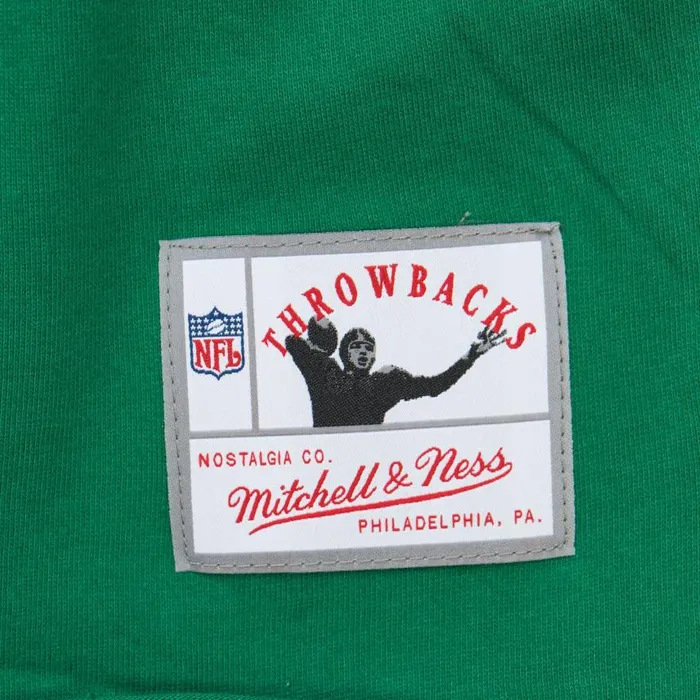 THROWBACKS
NFL
NOSTALGIA CO.
Mitchell & Ness
PHILADELPHIA, PA.